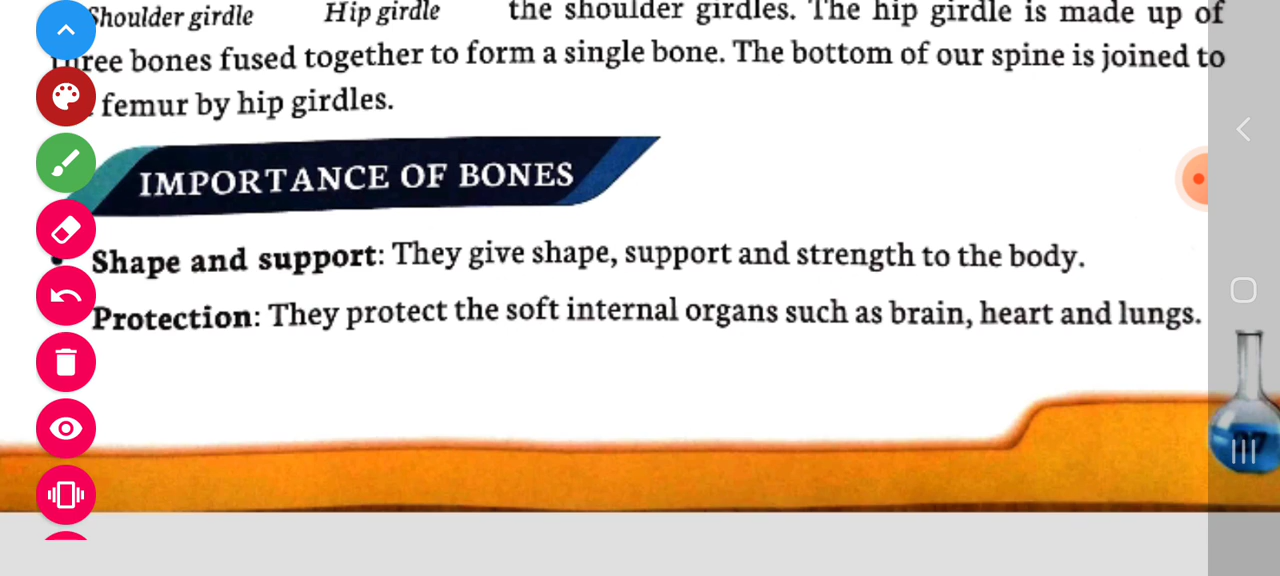 Shoulder girdle Hip girdle the shoulder girdles. The hip girdle is made up of
three bones fused together to form a single bone. The bottom of our spine is joined to
femur by hip girdles.
IMPORTANCE OF BONES
Shape and support: They give shape, support and strength to the body.
Protection: They protect the soft internal organs such as brain, heart and lungs.